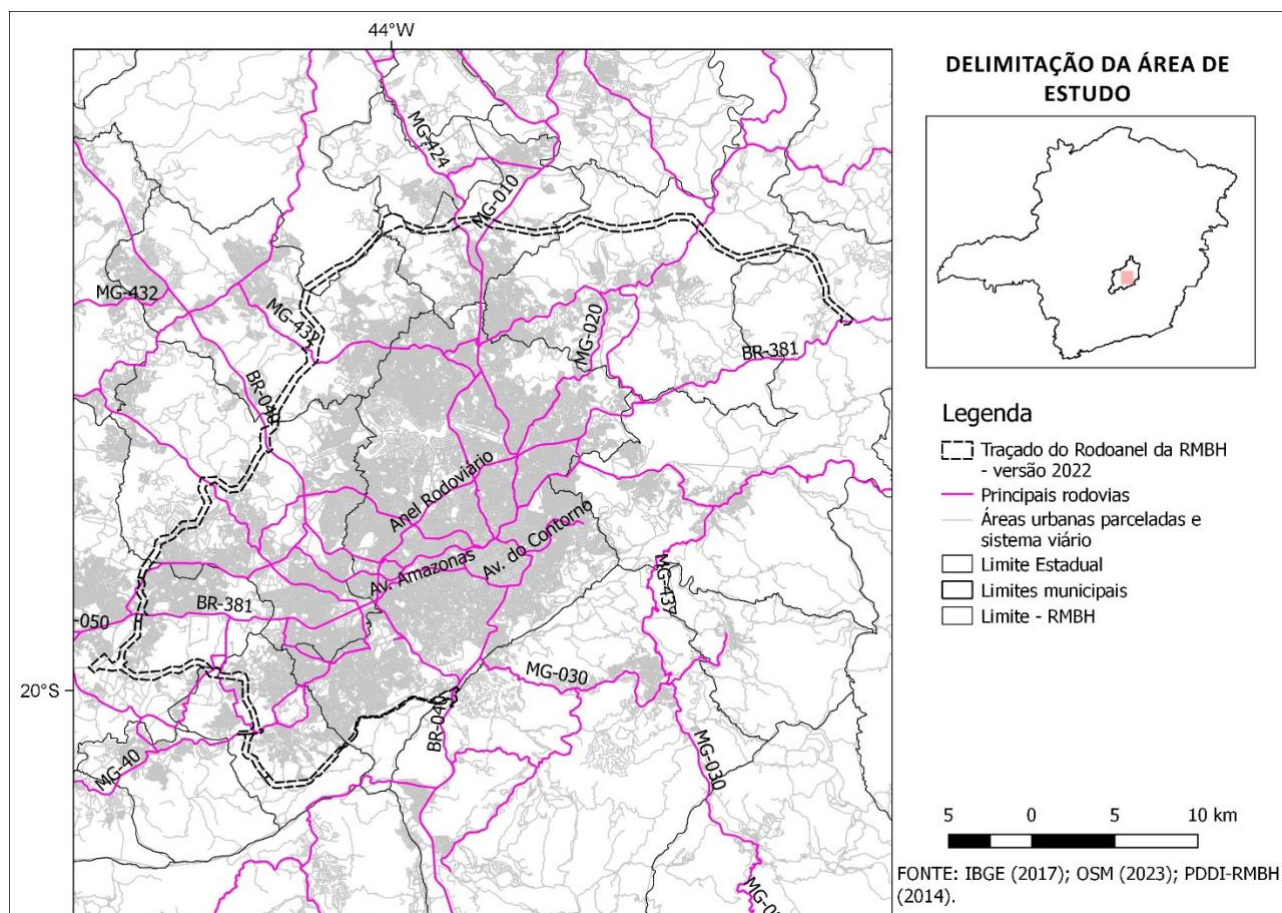 44°W
20°S
MG-424
MG-010
MG-432
MG-432
BR-040
MG-020
BR-381
Anel Rodoviário
Av. Amazonas
Av. do Contorno
BR-381
-050
MG-437
MG-030
BR-040
MG-40
MG-030
DELIMITAÇÃO DA ÁREA DE
ESTUDO
Legenda
Traçado do Rodoanel da RMBH
- versão 2022
Principais rodovias
Áreas urbanas parceladas e
sistema viário
Limite Estadual
Limites municipais
Limite - RMBH
5 0 5 10 km
FONTE: IBGE (2017); OSM (2023); PDDI-RMBH
(2014).